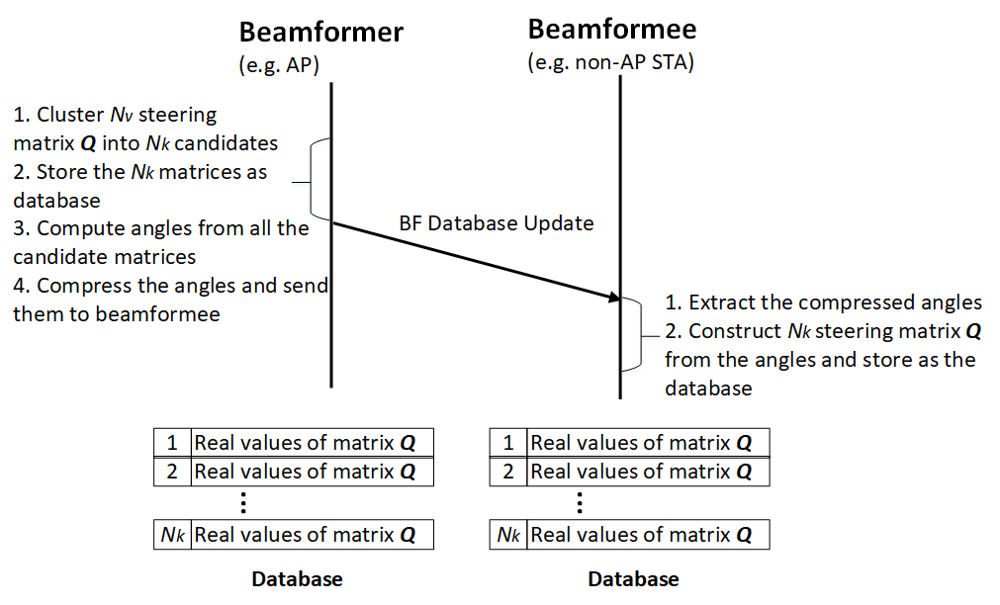 Beamformer
(e.g. AP)
Beamformee
(e.g. non-AP STA)
1. Cluster Nv steering
matrix Q into Nk candidates
2. Store the Nk matrices as
database
3. Compute angles from all the
candidate matrices
4. Compress the angles and send
them to beamformee
BF Database Update
1. Extract the compressed angles
2. Construct Nk steering matrix Q
from the angles and store as the
database
1 Real values of matrix Q
2 Real values of matrix Q
⋮
Nk Real values of matrix Q
Database
1 Real values of matrix Q
2 Real values of matrix Q
⋮
Nk Real values of matrix Q
Database